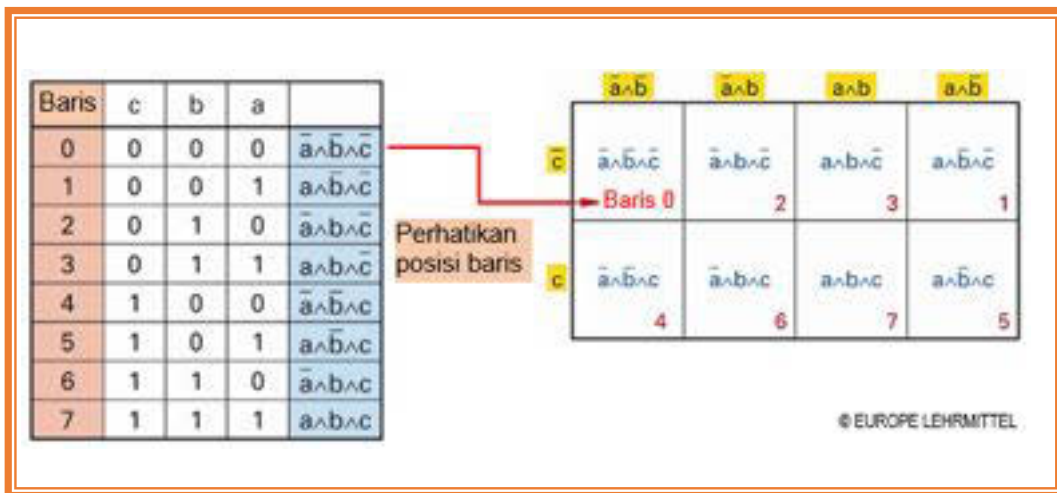 Baris c b a
0 0 0 0 a̅∧b̅∧c̅
1 0 0 1 a∧b̅∧c̅
2 0 1 0 a̅∧b∧c̅
3 0 1 1 a∧b∧c̅
4 1 0 0 a̅∧b̅∧c
5 1 0 1 a∧b̅∧c
6 1 1 0 a̅∧b∧c
7 1 1 1 a∧b∧c
Perhatikan
posisi baris
a̅∧b̅ a̅∧b a∧b a∧b̅
c̅ a̅∧b̅∧c̅ a̅∧b∧c̅ a∧b∧c̅ a∧b̅∧c̅
Baris 0 2 3 1
c a̅∧b̅∧c a̅∧b∧c a∧b∧c a∧b̅∧c
4 6 7 5
© EUROPE LEHRMITTEL